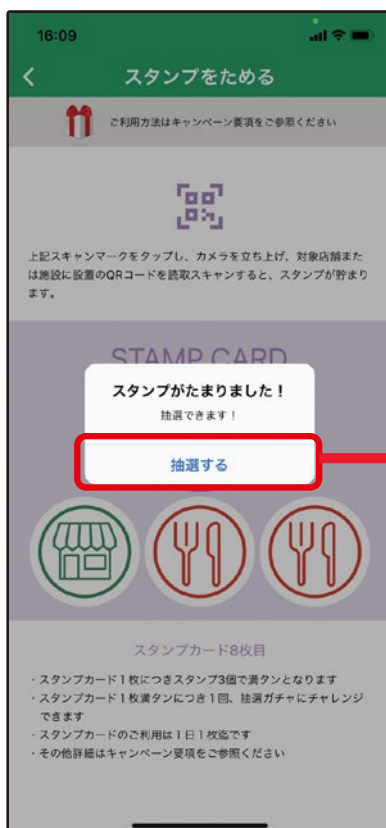 16:09
スタンプをためる
ご利用方法はキャンペーン要項をご参照ください
上記スキャンマークをタップし、カメラを立ち上げ、対象店舗また
は施設に設置のQRコードを読取スキャンすると、スタンプが貯まり
ます。
STAMP CARD
スタンプがたまりました！
抽選できます！
抽選する
スタンプカード8枚目
・スタンプカード1枚につきスタンプ3個で満タンとなります
・スタンプカード1枚満タンにつき1回、抽選ガチャにチャレンジ
できます
・スタンプカードのご利用は1日1枚迄です
・その他詳細はキャンペーン要項をご参照ください